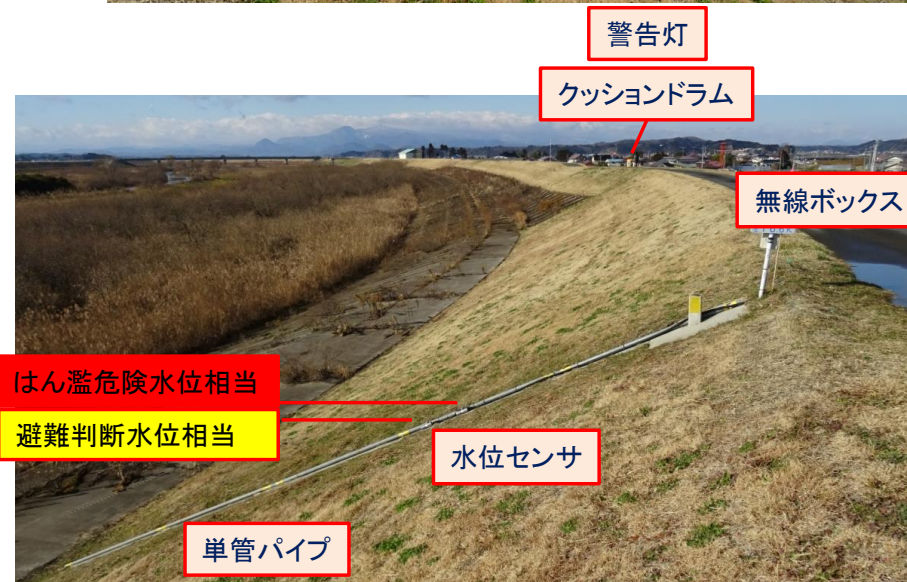 警告灯
クッションドラム
無線ボックス
はん濫危険水位相当
避難判断水位相当
水位センサ
単管パイプ